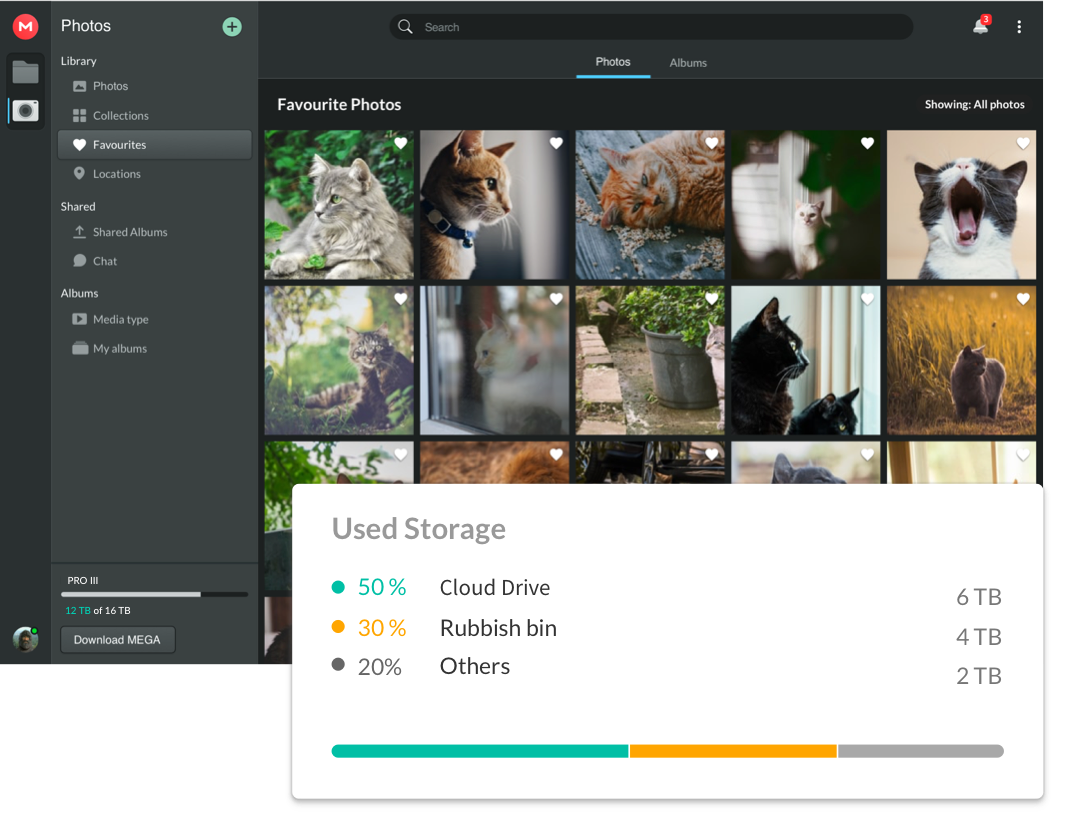 M
Photos
Search
3
Library
Photos
Collections
Favourites
Locations
Shared
Shared Albums
Chat
Albums
Media type
My albums
PRO III
12 TB of 16 TB
Download MEGA
Photos Albums
Favourite Photos
Showing: All photos
Used Storage
50 % Cloud Drive 6 TB
30 % Rubbish bin 4 TB
20% Others 2 TB